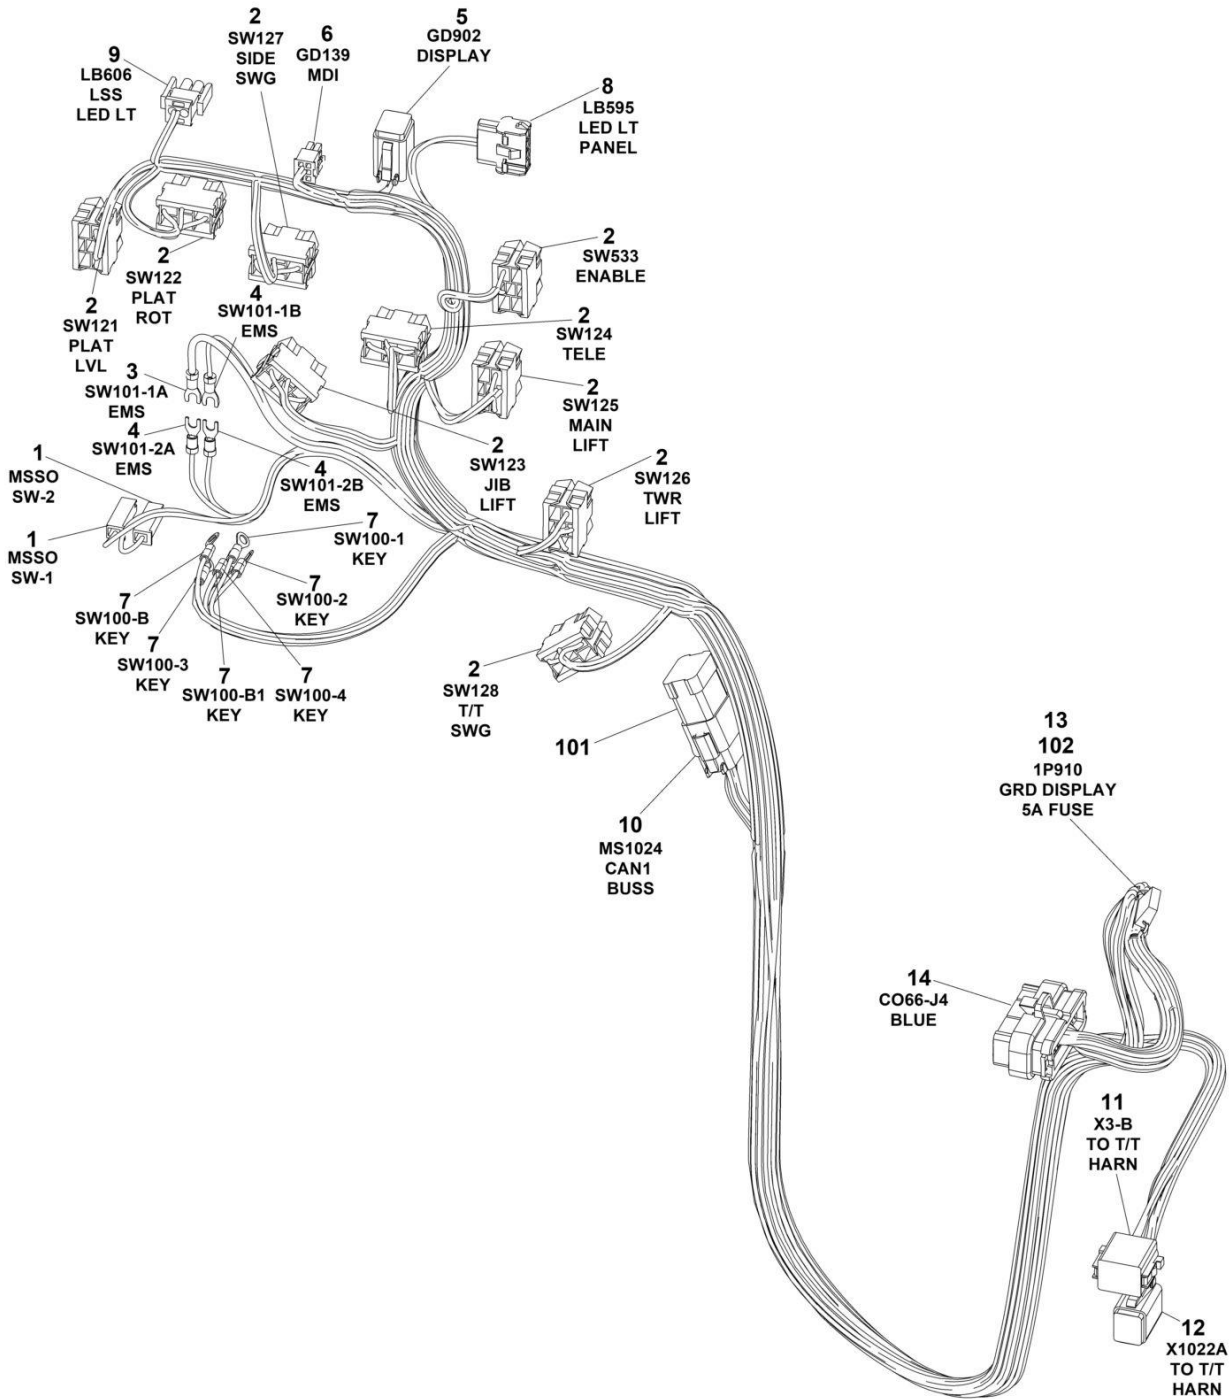 2
SW127
SIDE
SWG
6
GD139
MDI
5
GD902
DISPLAY
9
LB606
LSS
LED LT
8
LB595
LED LT
PANEL
2
SW533
ENABLE
2
SW122
PLAT
ROT
2
SW121
PLAT
LVL
4
SW101-1B
EMS
2
SW124
TELE
3
SW101-1A
EMS
2
SW125
MAIN
LIFT
4
SW101-2A
EMS
1
MSSO
SW-2
4
SW101-2B
EMS
2
SW123
JIB
LIFT
2
SW126
TWR
LIFT
1
MSSO
SW-1
7
SW100-1
KEY
7
SW100-2
KEY
7
SW100-B
KEY
7
SW100-3
KEY
7
SW100-B1
KEY
7
SW100-4
KEY
2
SW128
T/T
SWG
101
10
MS1024
CAN1
BUSS
13
102
1P910
GRD DISPLAY
5A FUSE
14
CO66-J4
BLUE
11
X3-B
TO T/T
HARN
12
X1022A
TO T/T
HARN